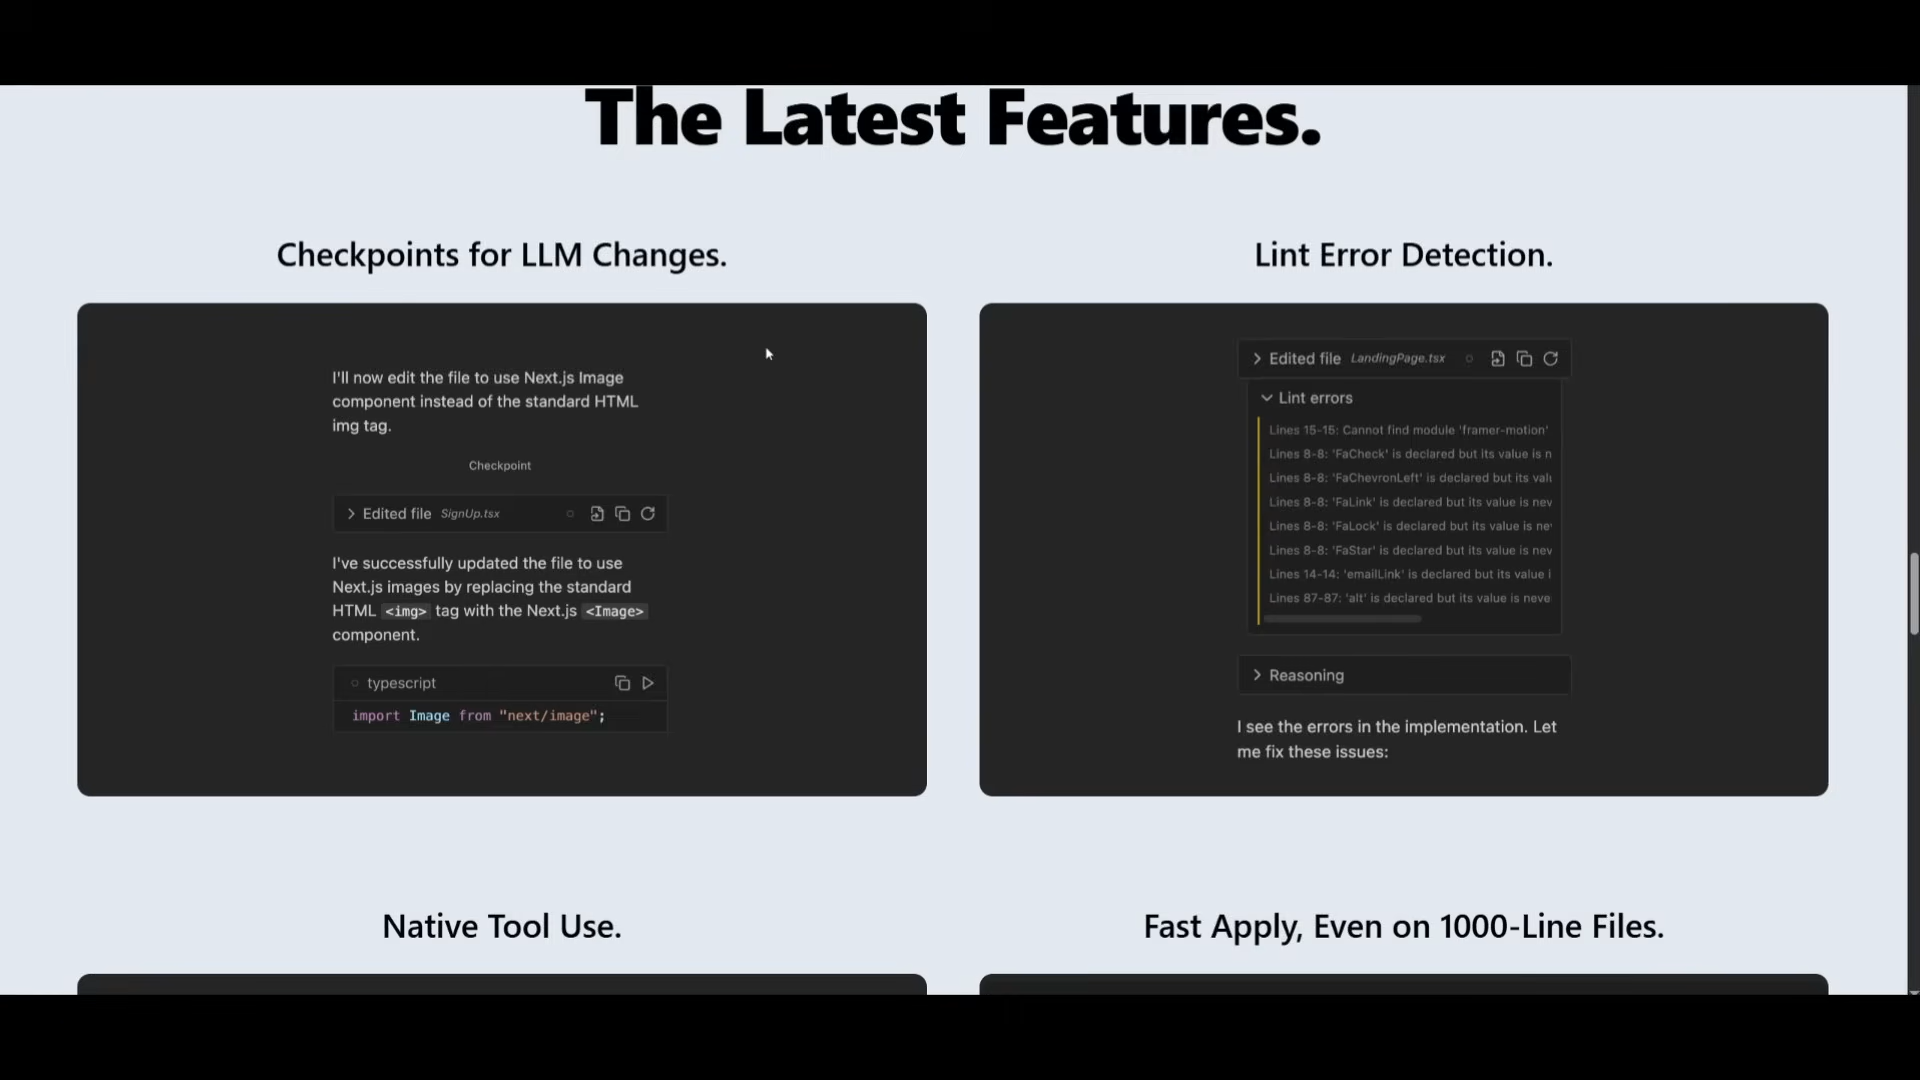 The Latest Features.
Checkpoints for LLM Changes.
I'll now edit the file to use Next.js Image
component instead of the standard HTML
img tag.
Checkpoint
Edited file SignUp.tsx
I've successfully updated the file to use
Next.js images by replacing the standard
HTML <img> tag with the Next.js <Image>
component.
typescript
import Image from "next/image";
Lint Error Detection.
Edited file LandingPage.tsx
Lint errors
Lines 15-15: Cannot find module 'framer-motion'
Lines 8-8: 'FaCheck' is declared but its value is n
Lines 8-8: 'FaChevronLeft' is declared but its valu
Lines 8-8: 'FaLink' is declared but its value is nev
Lines 8-8: 'FaLock' is declared but its value is ne
Lines 8-8: 'FaStar' is declared but its value is nev
Lines 14-14: 'emailLink' is declared but its value i
Lines 87-87: 'alt' is declared but its value is neve
Reasoning
I see the errors in the implementation. Let
me fix these issues:
Native Tool Use.
Fast Apply, Even on 1000-Line Files.